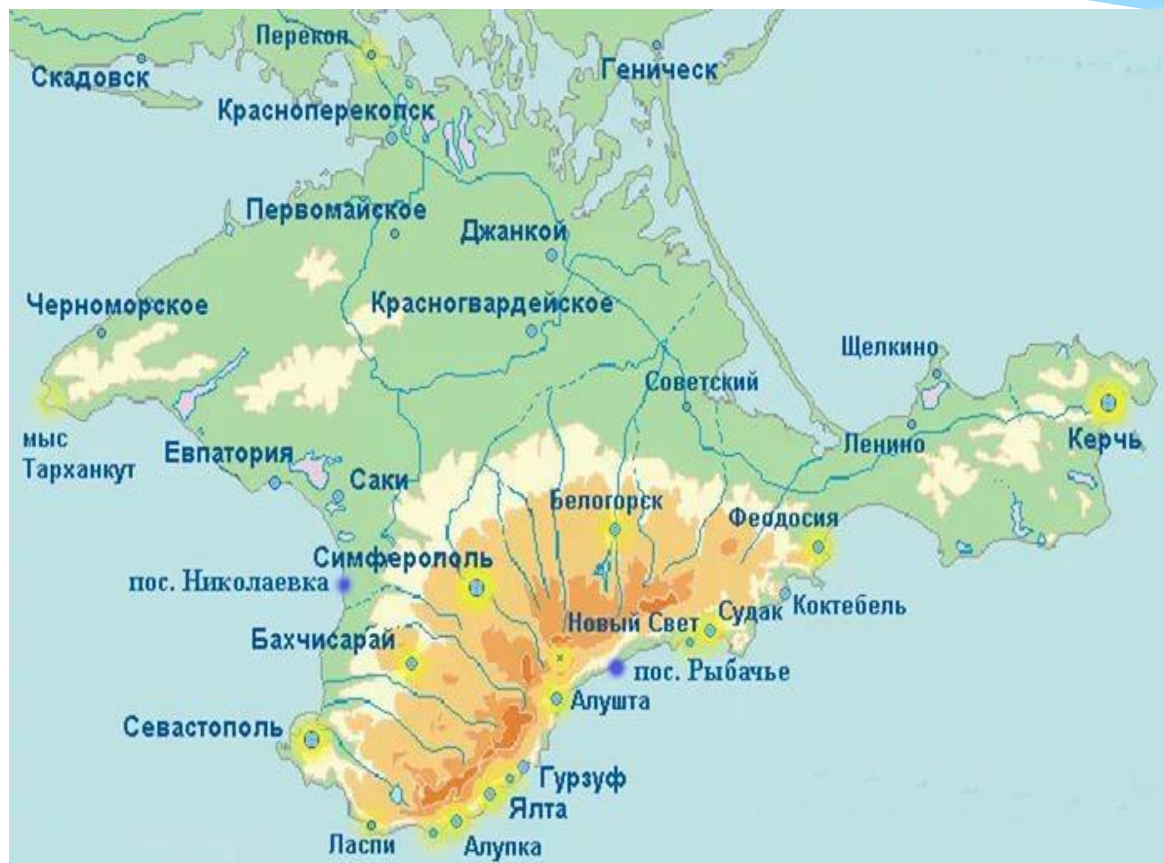 Перекоп
Скадовск
Геническ
Красноперекопск
Первомайское
Джанкой
Черноморское
Красногвардейское
Щелкино
Советский
мыс
Тарханкут
Евпатория
Ленино
Керчь
Саки
Белогорск
Феодосия
Симферополь
пос. Николаевка
Новый Свет
Судак
Коктебель
Бахчисарай
пос. Рыбачье
Алушта
Севастополь
Гурзуф
Ялта
Ласпи
Алупка